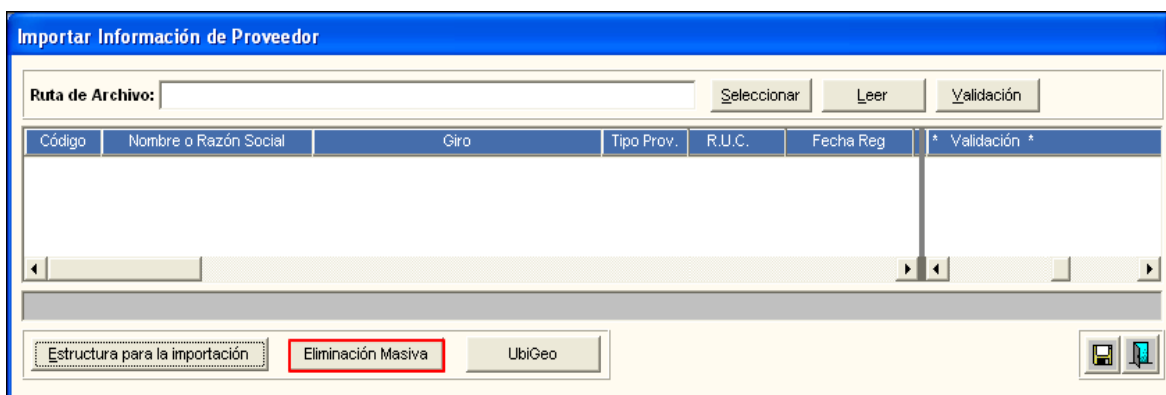 Importar Información de Proveedor
Ruta de Archivo: Seleccionar Leer Validación
Código Nombre o Razón Social Giro Tipo Prov. R.U.C. Fecha Reg * Validación *
Estructura para la importación Eliminación Masiva UbiGeo